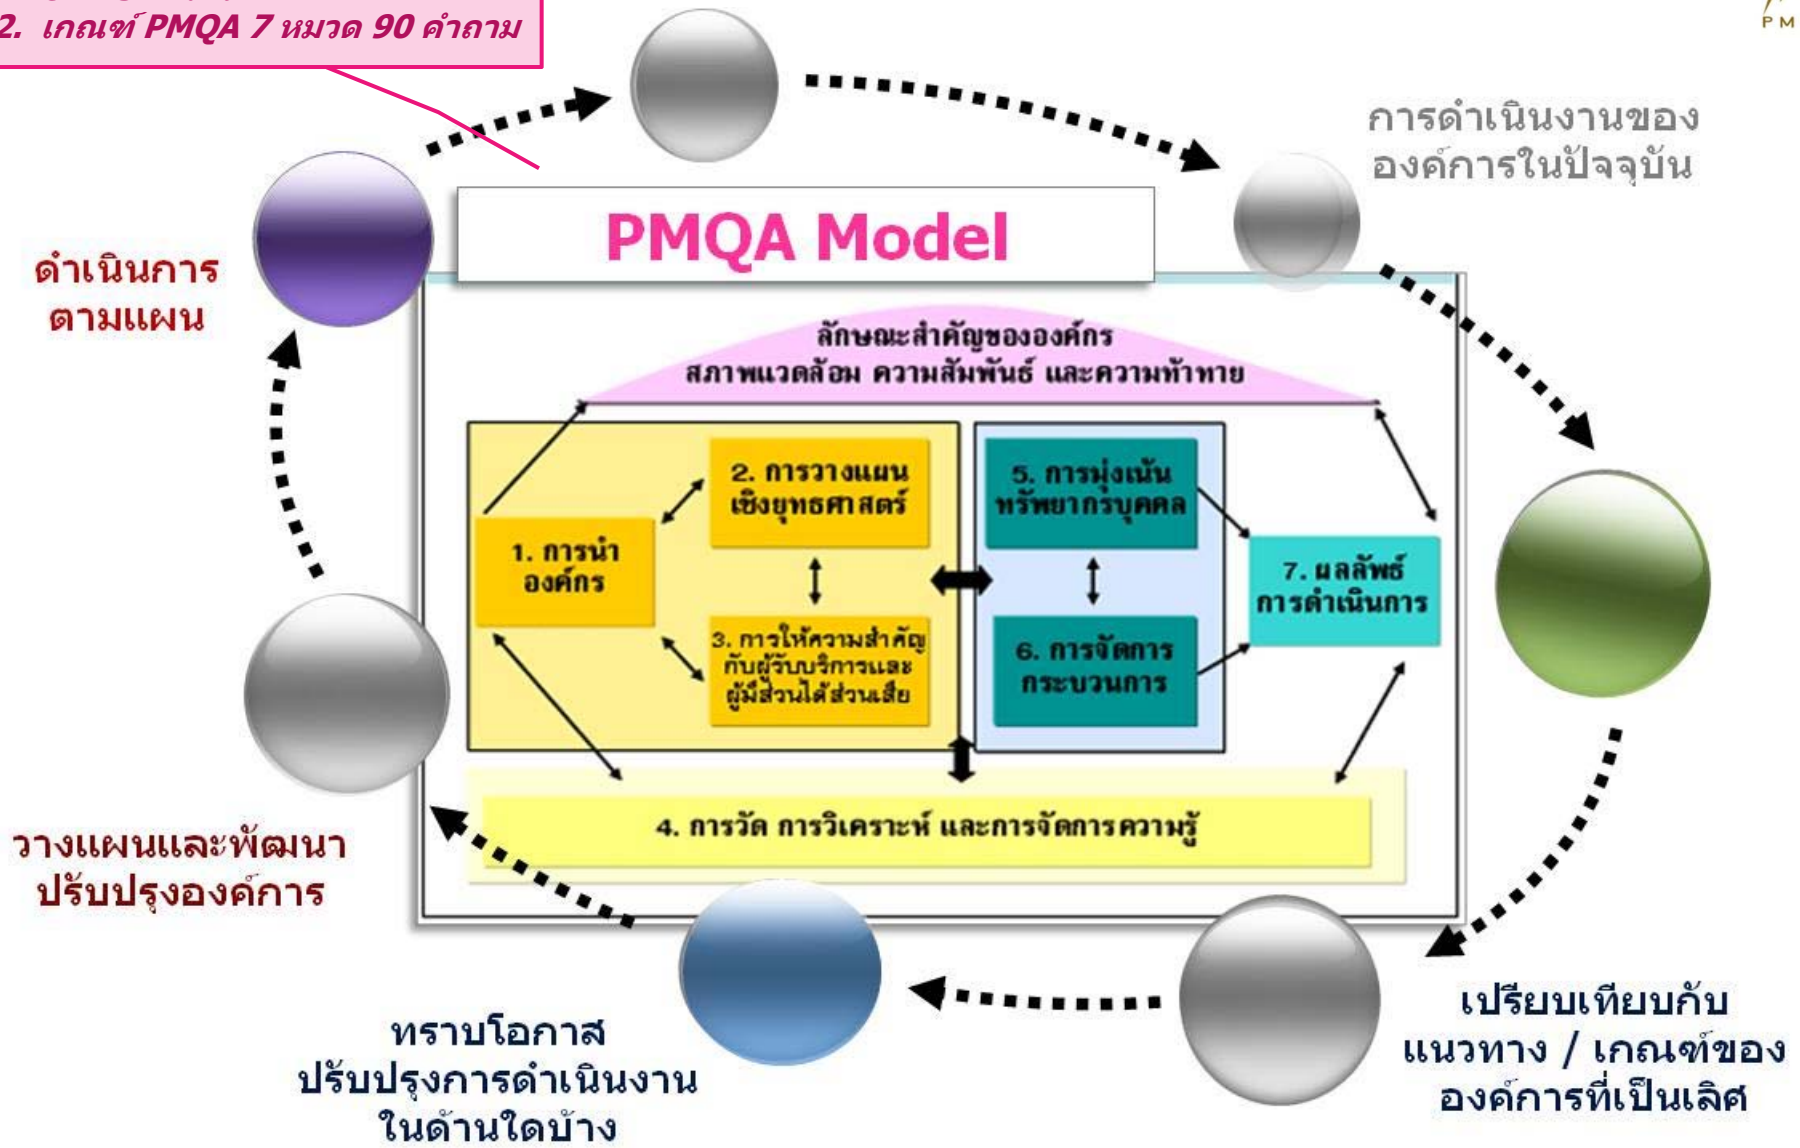 2. เกณฑ์ PMQA 7 หมวด 90 คำถาม
P M
การดำเนินงานของ
องค์การในปัจจุบัน
PMQA Model
ดำเนินการ
ตามแผน
ลักษณะสำคัญขององค์กร
สภาพแวดล้อม ความสัมพันธ์ และความท้าทาย
2. การวางแผน
เชิงยุทธศาสตร์
5. การมุ่งเน้น
ทรัพยากรบุคคล
1. การนำ
องค์กร
7. ผลลัพธ์
การดำเนินการ
3. การให้ความสำคัญ
กับผู้รับบริการและ
ผู้มีส่วนได้ส่วนเสีย
6. การจัดการ
กระบวนการ
4. การวัด การวิเคราะห์ และการจัดการความรู้
วางแผนและพัฒนา
ปรับปรุงองค์การ
ทราบโอกาส
ปรับปรุงการดำเนินงาน
ในด้านใดบ้าง
เปรียบเทียบกับ
แนวทาง / เกณฑ์ของ
องค์การที่เป็นเลิศ